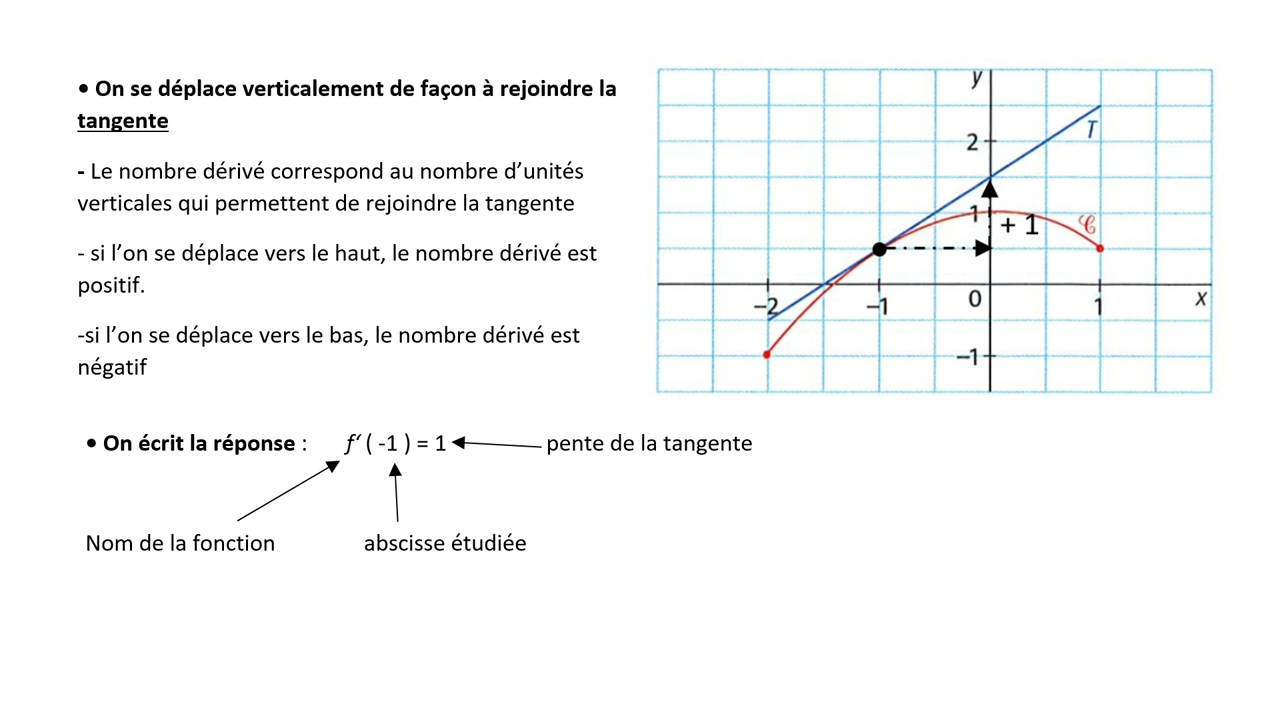 • On se déplace verticalement de façon à rejoindre la
tangente
- Le nombre dérivé correspond au nombre d’unités
verticales qui permettent de rejoindre la tangente
- si l’on se déplace vers le haut, le nombre dérivé est
positif.
-si l’on se déplace vers le bas, le nombre dérivé est
négatif
y
T
2
1
+ 1
𝒞
–2
–1
0
1
x
–1
• On écrit la réponse : f‘ ( -1 ) = 1 pente de la tangente
Nom de la fonction abscisse étudiée